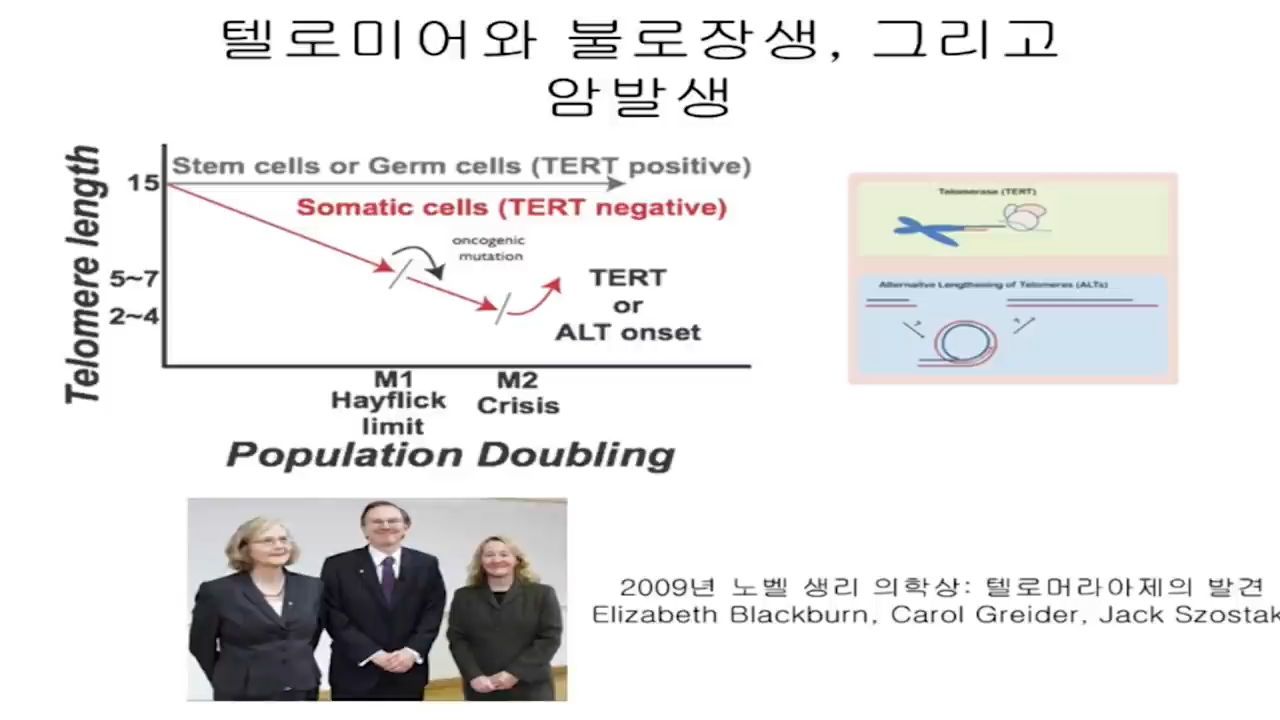 텔로미어와 불로장생, 그리고
암발생
Telomere length
15
5~7
2~4
Stem cells or Germ cells (TERT positive)
Somatic cells (TERT negative)
oncogenic
mutation
TERT
or
ALT onset
M1
Hayflick
limit
M2
Crisis
Population Doubling
Telomerase (TERT)
Alternaitve Lengthening of Telomeres (ALTs)
2009년 노벨 생리 의학상: 텔로머라아제의 발견
Elizabeth Blackburn, Carol Greider, Jack Szostak